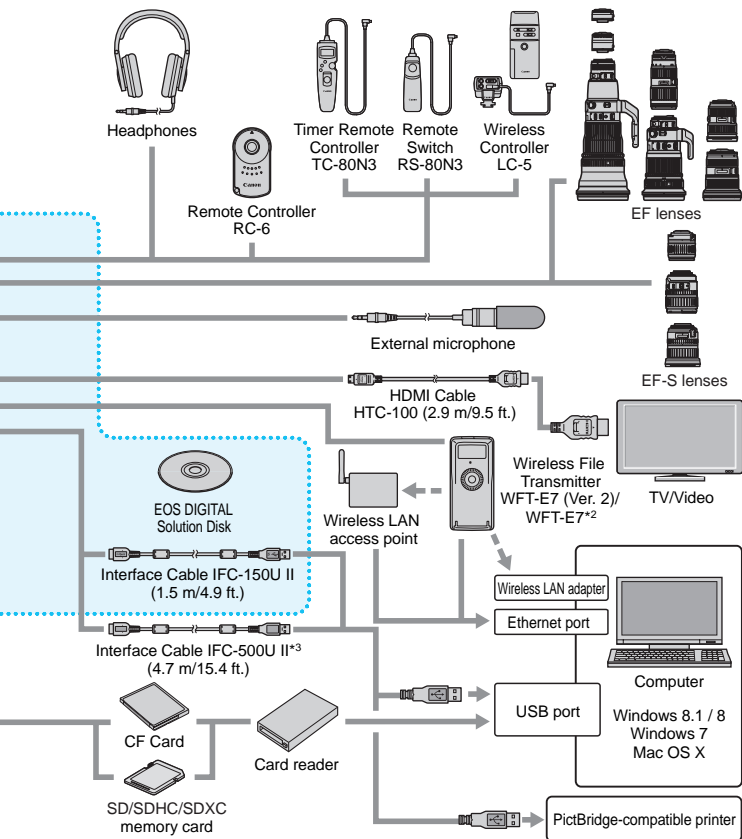 Headphones
Timer Remote
Controller
TC-80N3
Remote
Switch
RS-80N3
Wireless
Controller
LC-5
Canon
Remote Controller
RC-6
EF lenses
External microphone
EF-S lenses
HDMI Cable
HTC-100 (2.9 m/9.5 ft.)
EOS DIGITAL
Solution Disk
Wireless LAN
access point
Wireless File
Transmitter
WFT-E7 (Ver. 2)/
WFT-E7*2
TV/Video
Interface Cable IFC-150U II
(1.5 m/4.9 ft.)
Wireless LAN adapter
Ethernet port
Interface Cable IFC-500U II*3
(4.7 m/15.4 ft.)
Computer
Windows 8.1 / 8
Windows 7
Mac OS X
USB port
CF Card
Card reader
SD/SDHC/SDXC
memory card
PictBridge-compatible printer